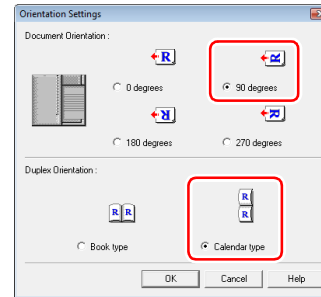 Orientation Settings
Document Orientation :
R R
0 degrees 90 degrees
R R
180 degrees 270 degrees
Duplex Orientation :
R R R
R
Book type Calendar type
OK Cancel Help